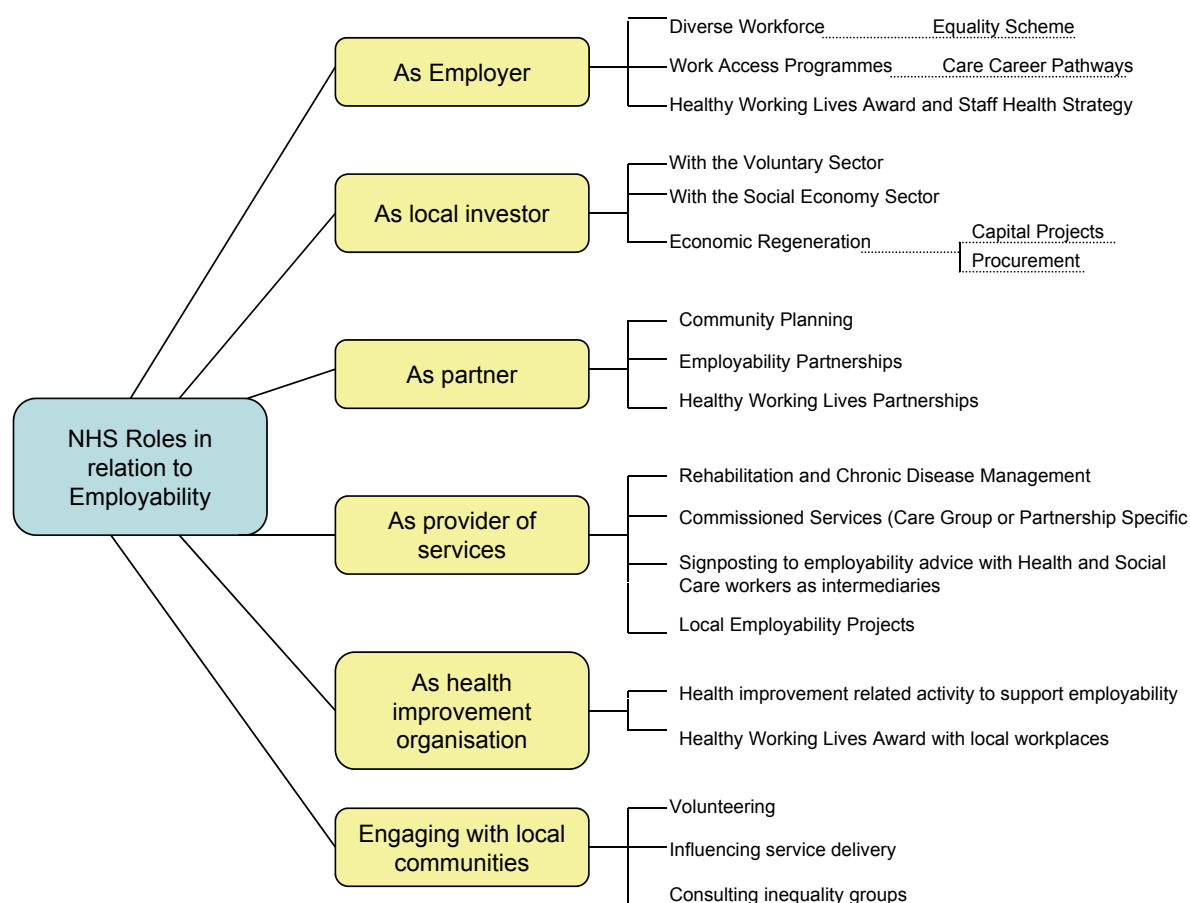 NHS Roles in
relation to
Employability
As Employer
Diverse Workforce
Equality Scheme
Work Access Programmes
Care Career Pathways
Healthy Working Lives Award and Staff Health Strategy
As local investor
With the Voluntary Sector
With the Social Economy Sector
Economic Regeneration
Capital Projects
Procurement
As partner
Community Planning
Employability Partnerships
Healthy Working Lives Partnerships
As provider of
services
Rehabilitation and Chronic Disease Management
Commissioned Services (Care Group or Partnership Specific
Signposting to employability advice with Health and Social
Care workers as intermediaries
Local Employability Projects
As health
improvement
organisation
Health improvement related activity to support employability
Healthy Working Lives Award with local workplaces
Engaging with local
communities
Volunteering
Influencing service delivery
Consulting inequality groups